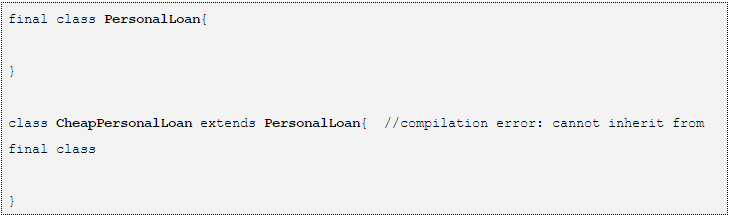 final class PersonalLoan{
}
class CheapPersonalLoan extends PersonalLoan{  //compilation error: cannot inherit from
final class
}